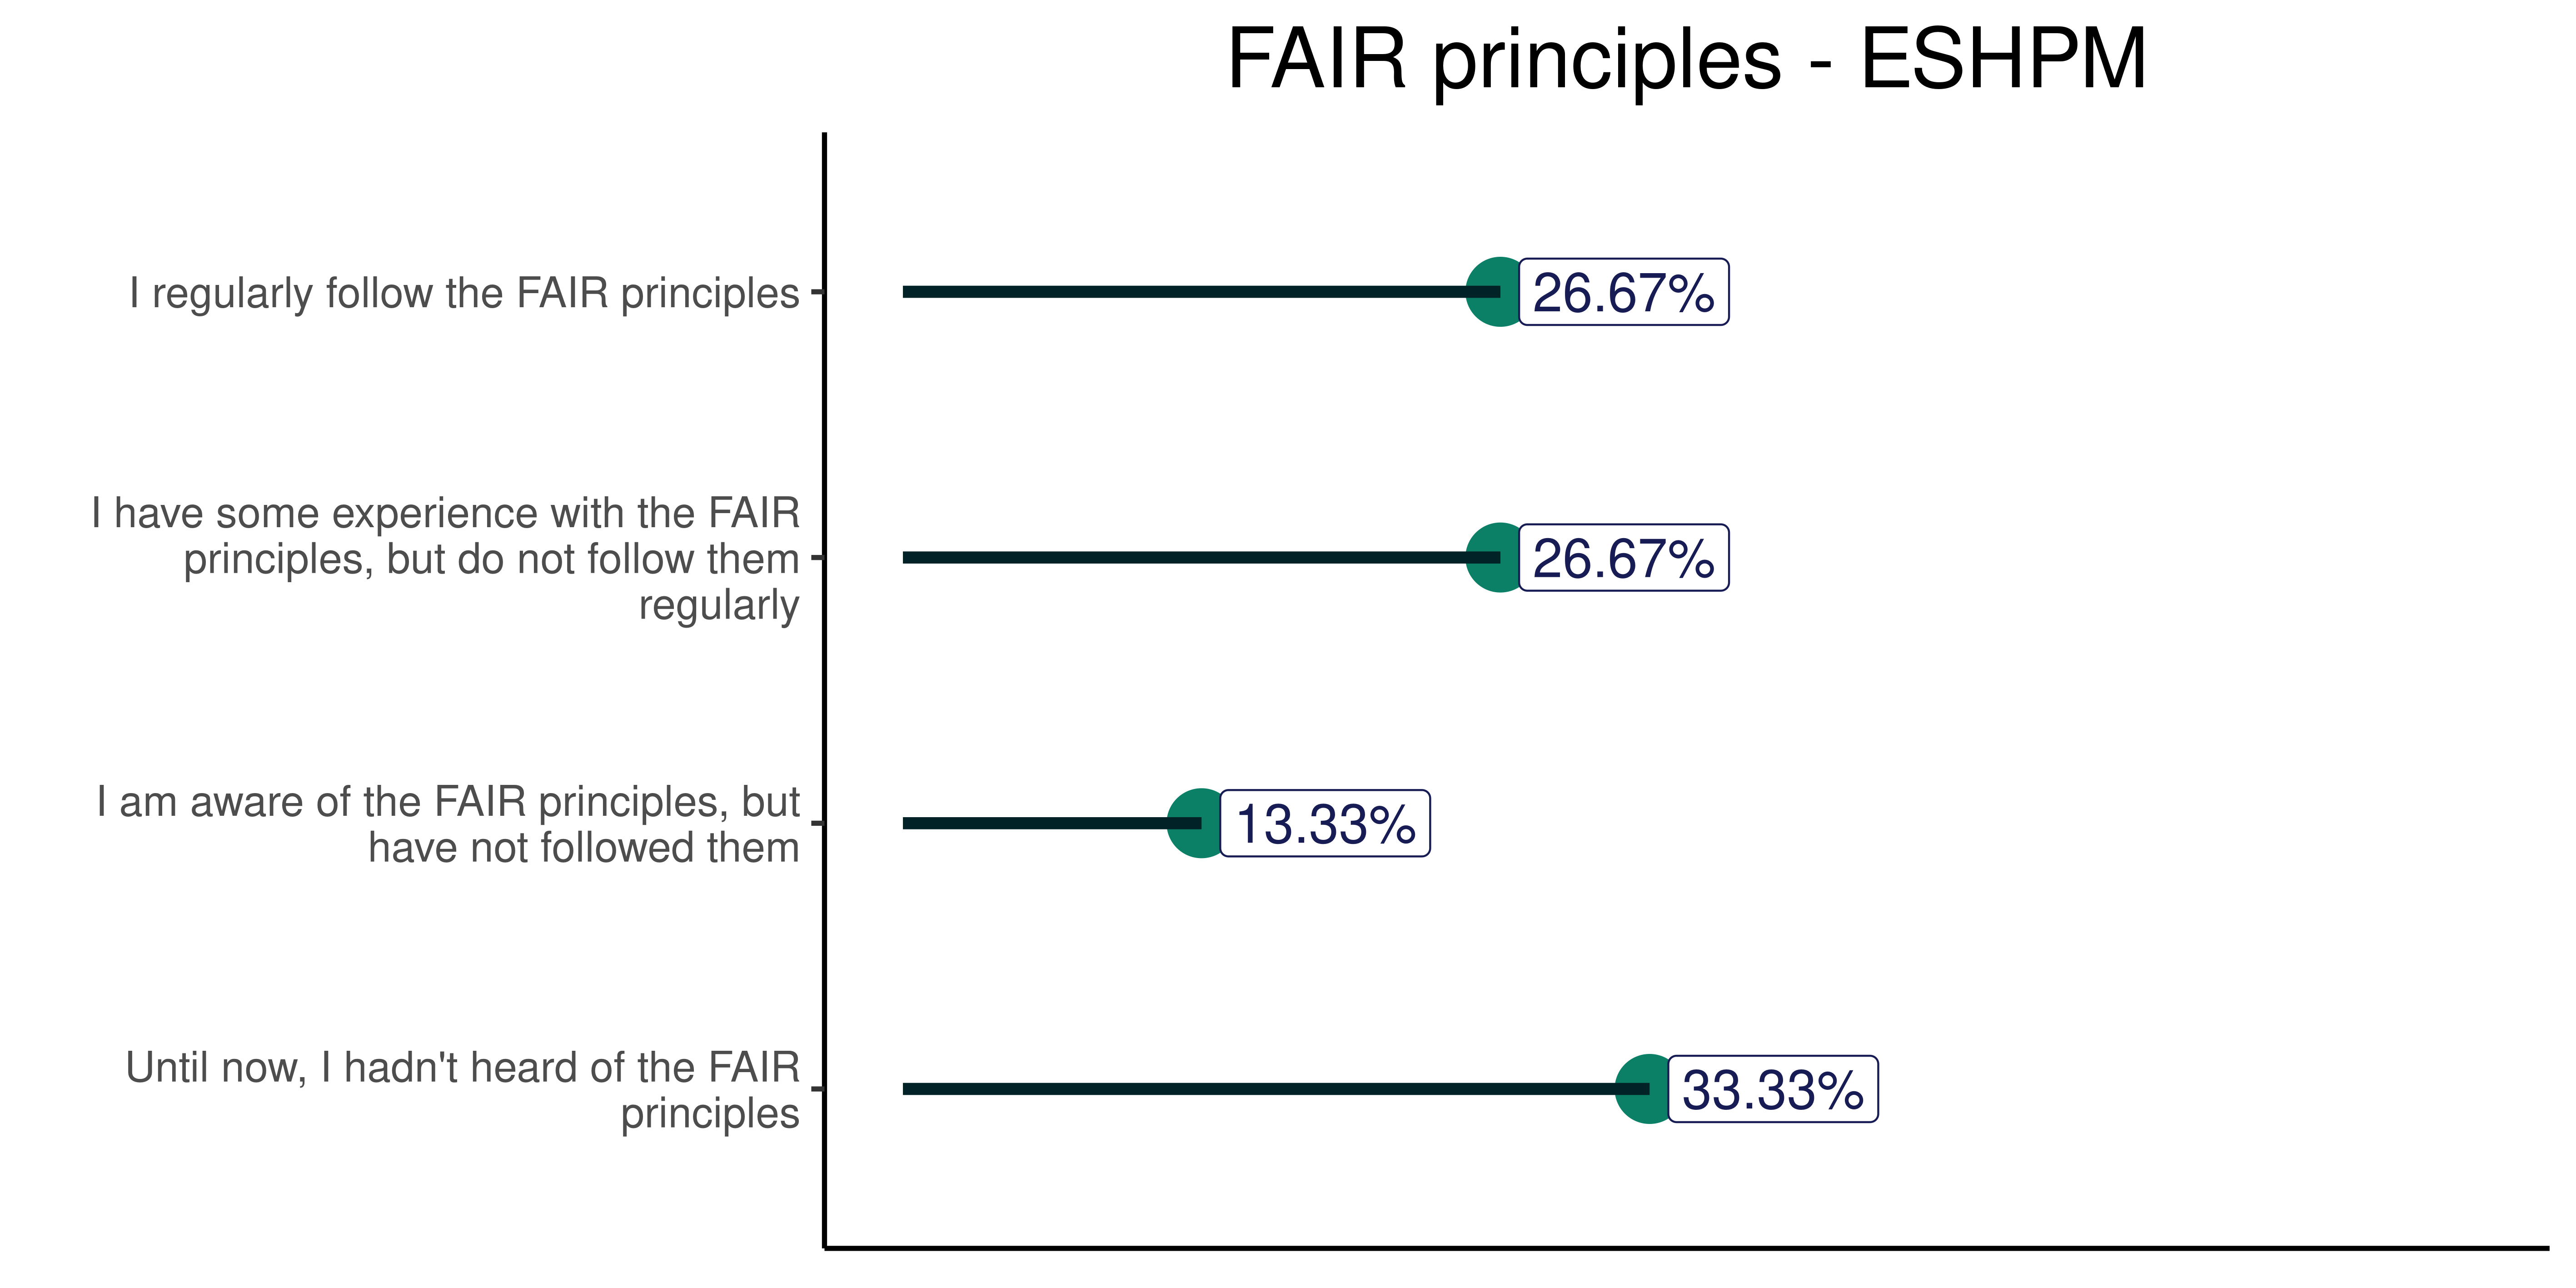 FAIR principles - ESHPM
I regularly follow the FAIR principles
26.67%
I have some experience with the FAIR
principles, but do not follow them
regularly
26.67%
I am aware of the FAIR principles, but
have not followed them
13.33%
Until now, I hadn't heard of the FAIR
principles
33.33%